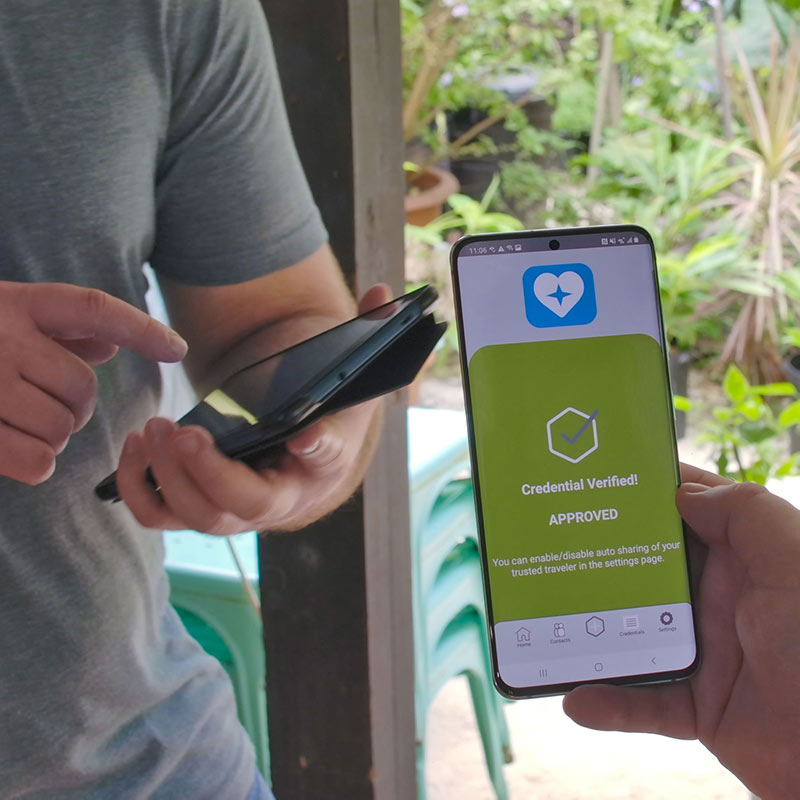 11:06
Credential Verified!
APPROVED
You can enable/disable auto sharing of your
trusted traveler in the settings page.
Home
Contacts
Credentials
Settings